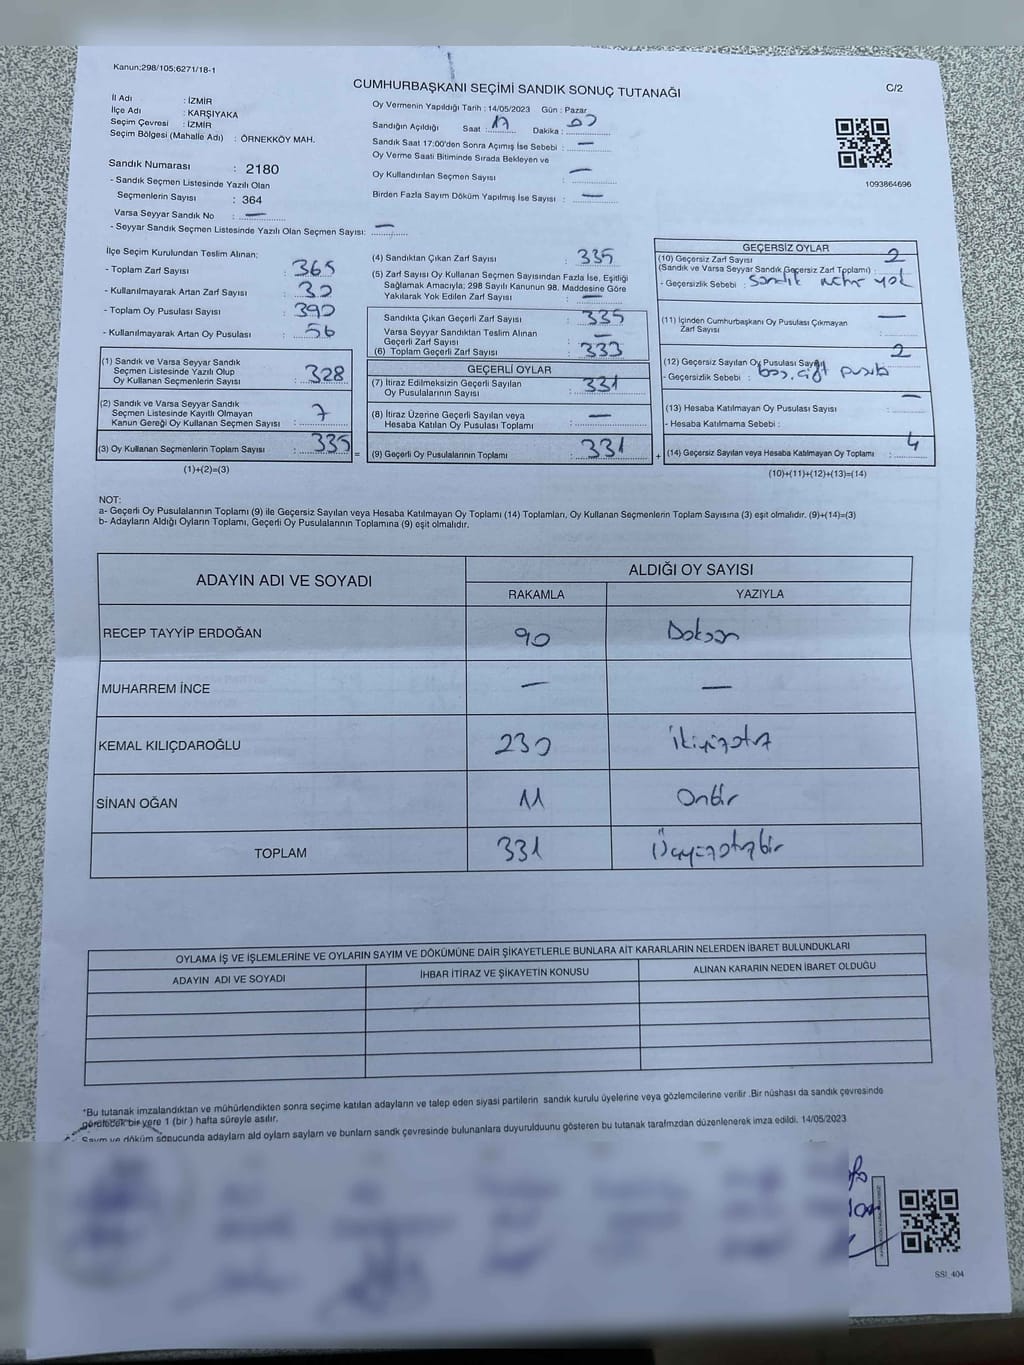 Kanun;298/105;6271/18-1
CUMHURBAŞKANI SEÇİMİ SANDIK SONUÇ TUTANAĞI
C/2
İl Adı : İZMİR
İlçe Adı : KARŞIYAKA
Seçim Çevresi : İZMİR
Seçim Bölgesi (Mahalle Adı) : ÖRNEKKÖY MAH.
Sandık Numarası : 2180
- Sandık Seçmen Listesinde Yazılı Olan
Seçmenlerin Sayısı : 364
Varsa Seyyar Sandık No : —
- Seyyar Sandık Seçmen Listesinde Yazılı Olan Seçmen Sayısı: —
Oy Vermenin Yapıldığı Tarih : 14/05/2023 Gün : Pazar
Sandığın Açıldığı Saat : 17 Dakika :
Sandık Saat 17:00'den Sonra Açımış İse Sebebi : —
Oy Verme Saati Bitiminde Sırada Bekleyen ve
Oy Kullandırılan Seçmen Sayısı —
Birden Fazla Sayım Döküm Yapılmış İse Sayısı : —
1093864696
İlçe Seçim Kurulundan Teslim Alınan;
- Toplam Zarf Sayısı : 365
- Kullanılmayarak Artan Zarf Sayısı : 30
- Toplam Oy Pusulası Sayısı : 390
- Kullanılmayarak Artan Oy Pusulası : 56
(1) Sandık ve Varsa Seyyar Sandık
Seçmen Listesinde Yazılı Olup
Oy Kullanan Seçmenlerin Sayısı : 328
(2) Sandık ve Varsa Seyyar Sandık
Seçmen Listesinde Kayıtlı Olmayan
Kanun Gereği Oy Kullanan Seçmen Sayısı : 7
(3) Oy Kullanan Seçmenlerin Toplam Sayısı : 335
(1)+(2)=(3)
(4) Sandıktan Çıkan Zarf Sayısı : 335
(5) Zarf Sayısı Oy Kullanan Seçmen Sayısından Fazla İse, Eşitliği
Sağlamak Amacıyla; 298 Sayılı Kanunun 98. Maddesine Göre
Yakılarak Yok Edilen Zarf Sayısı : —
Sandıkta Çıkan Geçerli Zarf Sayısı : 335
Varsa Seyyar Sandıktan Teslim Alınan
Geçerli Zarf Sayısı : —
(6) Toplam Geçerli Zarf Sayısı : 333
GEÇERLİ OYLAR
(7) İtiraz Edilmeksizin Geçerli Sayılan
Oy Pusulalarının Sayısı : 331
(8) İtiraz Üzerine Geçerli Sayılan veya
Hesaba Katılan Oy Pusulası Toplamı : —
= (9) Geçerli Oy Pusulalarının Toplamı : 331
GEÇERSİZ OYLAR
(10) Geçersiz Zarf Sayısı 2
(Sandık ve Varsa Seyyar Sandık Geçersiz Zarf Toplamı) :
- Geçersizlik Sebebi : Sandık mührü yok
(11) İçinden Cumhurbaşkanı Oy Pusulası Çıkmayan —
Zarf Sayısı
(12) Geçersiz Sayılan Oy Pusulası Sayısı 2
- Geçersizlik Sebebi : boş, çift pusula
(13) Hesaba Katılmayan Oy Pusulası Sayısı : —
- Hesaba Katılmama Sebebi :
+ (14) Geçersiz Sayılan veya Hesaba Katılmayan Oy Toplamı : 4
(10)+(11)+(12)+(13)=(14)
NOT:
a- Geçerli Oy Pusulalarının Toplamı (9) ile Geçersiz Sayılan veya Hesaba Katılmayan Oy Toplamı (14) Toplamları, Oy Kullanan Seçmenlerin Toplam Sayısına (3) eşit olmalıdır. (9)+(14)=(3)
b- Adayların Aldığı Oyların Toplamı, Geçerli Oy Pusulalarının Toplamına (9) eşit olmalıdır.
ADAYIN ADI VE SOYADI ALDIĞI OY SAYISI
RAKAMLA YAZIYLA
RECEP TAYYİP ERDOĞAN 90 Doksan
MUHARREM İNCE — —
KEMAL KILIÇDAROĞLU 230 ikiyüzotuz
SİNAN OĞAN 11 Onbir
TOPLAM 331 Üçyüzotuzbir
OYLAMA İŞ VE İŞLEMLERİNE VE OYLARIN SAYIM VE DÖKÜMÜNE DAİR ŞİKAYETLERLE BUNLARA AİT KARARLARIN NELERDEN İBARET BULUNDUKLARI
ADAYIN ADI VE SOYADI İHBAR İTİRAZ VE ŞİKAYETİN KONUSU ALINAN KARARIN NEDEN İBARET OLDUĞU
*Bu tutanak imzalandıktan ve mühürlendikten sonra seçime katılan adayların ve talep eden siyasi partilerin sandık kurulu üyelerine veya gözlemcilerine verilir .Bir nüshası da sandık çevresinde
görülecek bir yere 1 (bir ) hafta süreyle asılır.
Sayım ve döküm sonucunda adayların ald oyların sayların ve bunların sandk çevresinde bulunanlara duyurulduunu gösteren bu tutanak tarafmzdan düzenlenerek imza edildi. 14/05/2023
SSI_404